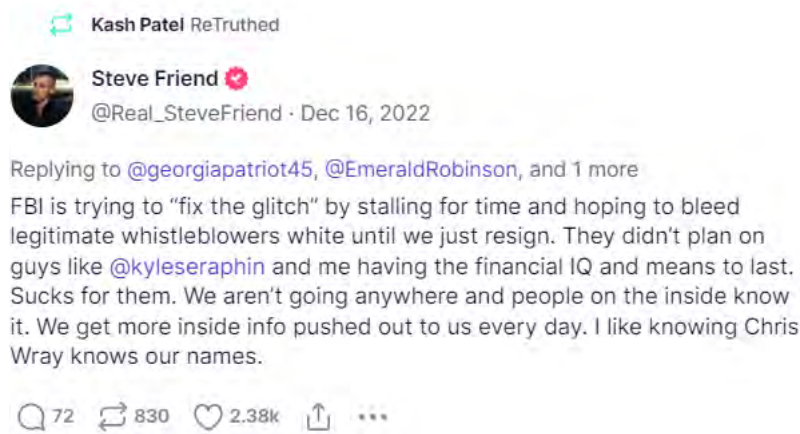 Kash Patel ReTruthed
Steve Friend
@Real_SteveFriend · Dec 16, 2022
Replying to @georgiapatriot45, @EmeraldRobinson, and 1 more
FBI is trying to “fix the glitch” by stalling for time and hoping to bleed
legitimate whistleblowers white until we just resign. They didn’t plan on
guys like @kyleseraphin and me having the financial IQ and means to last.
Sucks for them. We aren’t going anywhere and people on the inside know
it. We get more inside info pushed out to us every day. I like knowing Chris
Wray knows our names.
72 830 2.38k